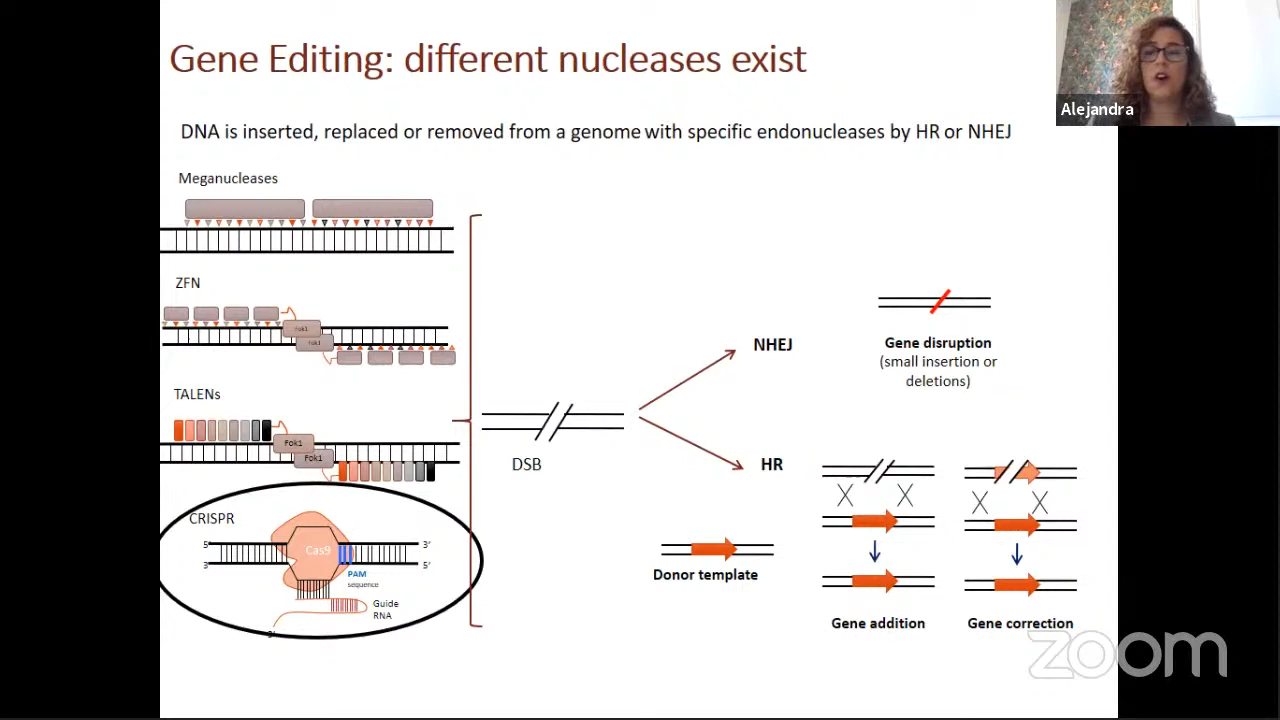 Gene Editing: different nucleases exist
Alejandra
DNA is inserted, replaced or removed from a genome with specific endonucleases by HR or NHEJ
Meganucleases
ZFN
Fok1
Fok1
TALENs
Fok1
Fok1
CRISPR
5'
3'
Cas9
3'
5'
PAM
sequence
Guide
RNA
3'
DSB
NHEJ
Gene disruption
(small insertion or
deletions)
HR
Donor template
Gene addition
Gene correction
zoom